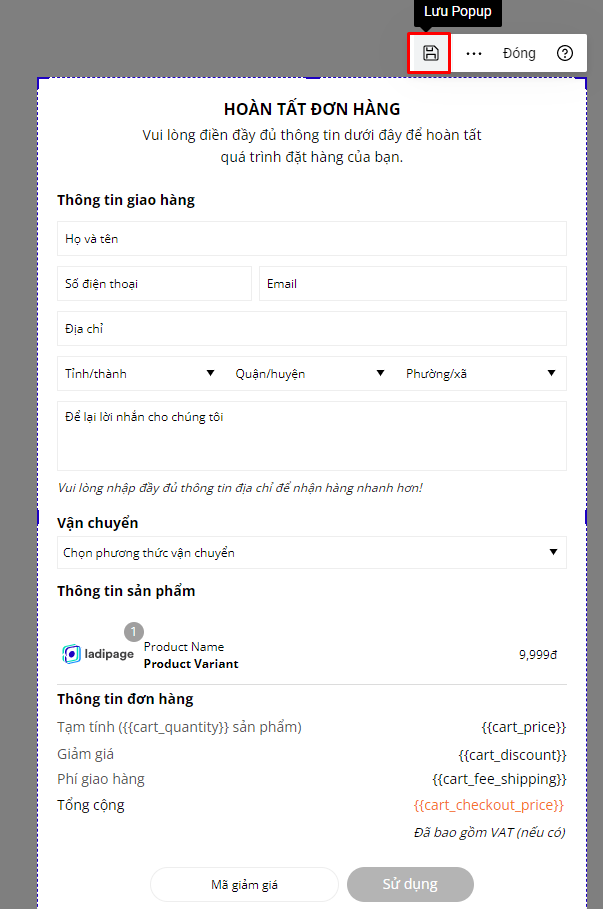 Lưu Popup
Đóng
HOÀN TẤT ĐƠN HÀNG
Vui lòng điền đầy đủ thông tin dưới đây để hoàn tất
quá trình đặt hàng của bạn.
Thông tin giao hàng
Họ và tên
Số điện thoại Email
Địa chỉ
Tỉnh/thành Quận/huyện Phường/xã
Để lại lời nhắn cho chúng tôi
Vui lòng nhập đầy đủ thông tin địa chỉ để nhận hàng nhanh hơn!
Vận chuyển
Chọn phương thức vận chuyển
Thông tin sản phẩm
1
ladipage
Product Name
Product Variant
9,999đ
Thông tin đơn hàng
Tạm tính ({{cart_quantity}} sản phẩm) {{cart_price}}
Giảm giá {{cart_discount}}
Phí giao hàng {{cart_fee_shipping}}
Tổng cộng {{cart_checkout_price}}
Đã bao gồm VAT (nếu có)
Mã giảm giá Sử dụng